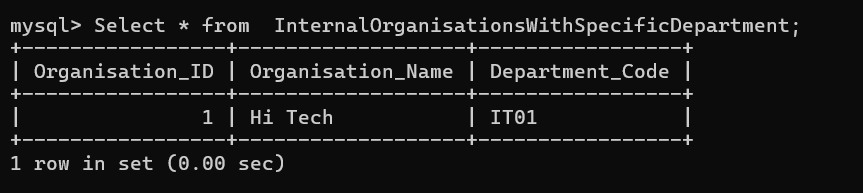 mysql> Select * from  InternalOrganisationsWithSpecificDepartment;
+-----------------+-------------------+-----------------+
| Organisation_ID | Organisation_Name | Department_Code |
+-----------------+-------------------+-----------------+
|               1 | Hi Tech           | IT01            |
+-----------------+-------------------+-----------------+
1 row in set (0.00 sec)